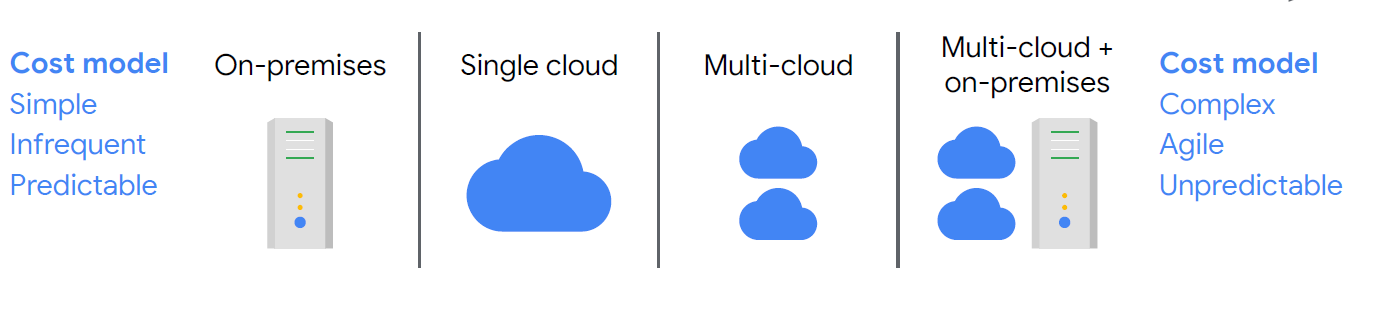 Cost model
Simple
Infrequent
Predictable
On-premises
Single cloud
Multi-cloud
Multi-cloud +
on-premises
Cost model
Complex
Agile
Unpredictable